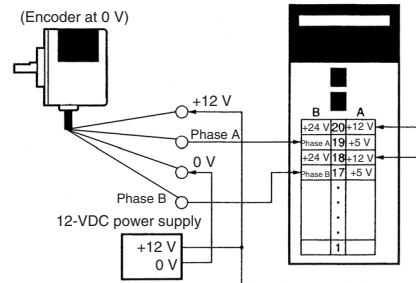 (Encoder at 0 V)
+12 V
Phase A
0 V
Phase B
12-VDC power supply
+12 V
0 V
B A
+24 V 20 +12 V
Phase A 19 +5 V
+24 V 18 +12 V
Phase B 17 +5 V
1